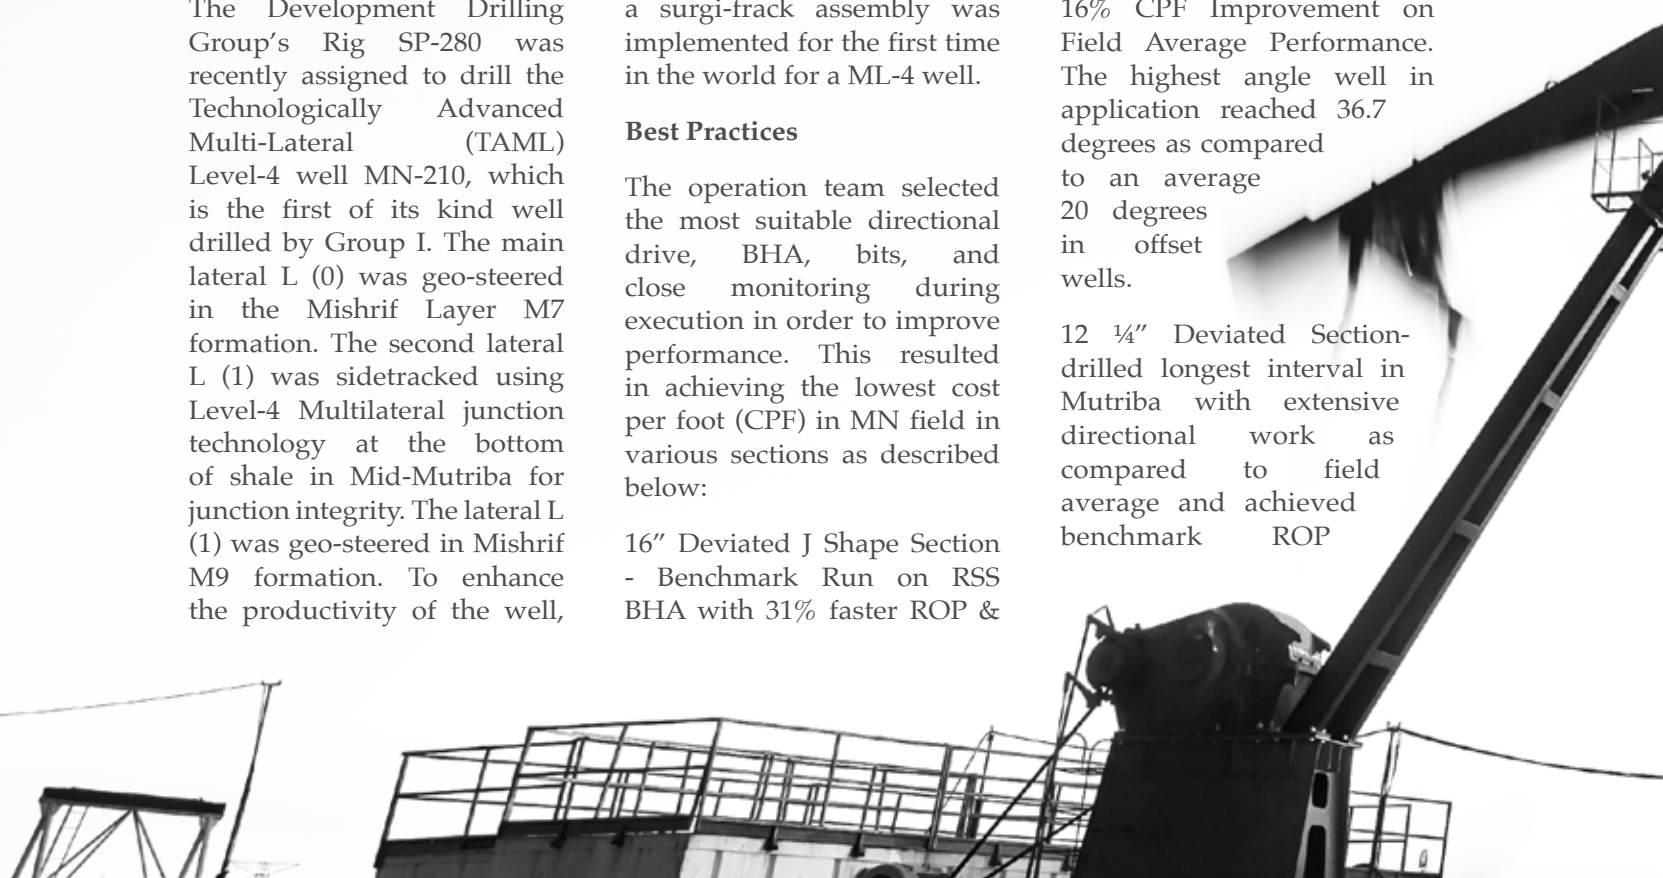 The Development Drilling
Group’s Rig SP-280 was
recently assigned to drill the
Technologically Advanced
Multi-Lateral (TAML)
Level-4 well MN-210, which
is the first of its kind well
drilled by Group I. The main
lateral L (0) was geo-steered
in the Mishrif Layer M7
formation. The second lateral
L (1) was sidetracked using
Level-4 Multilateral junction
technology at the bottom
of shale in Mid-Mutriba for
junction integrity. The lateral L
(1) was geo-steered in Mishrif
M9 formation. To enhance
the productivity of the well,
a surgi-frack assembly was
implemented for the first time
in the world for a ML-4 well.
Best Practices
The operation team selected
the most suitable directional
drive, BHA, bits, and
close monitoring during
execution in order to improve
performance. This resulted
in achieving the lowest cost
per foot (CPF) in MN field in
various sections as described
below:
16” Deviated J Shape Section
- Benchmark Run on RSS
BHA with 31% faster ROP &
16% CPF Improvement on
Field Average Performance.
The highest angle well in
application reached 36.7
degrees as compared
to an average
20 degrees
in offset
wells.
12 ¼” Deviated Section-
drilled longest interval in
Mutriba with extensive
directional work as
compared to field
average and achieved
benchmark ROP